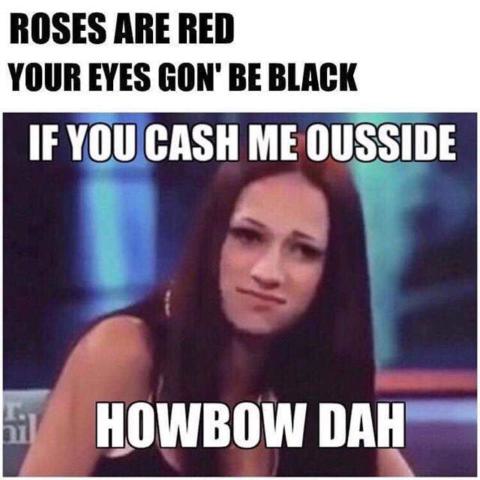 ROSES ARE RED
YOUR EYES GON' BE BLACK
IF YOU CASH ME OUSSIDE
HOWBOW DAH